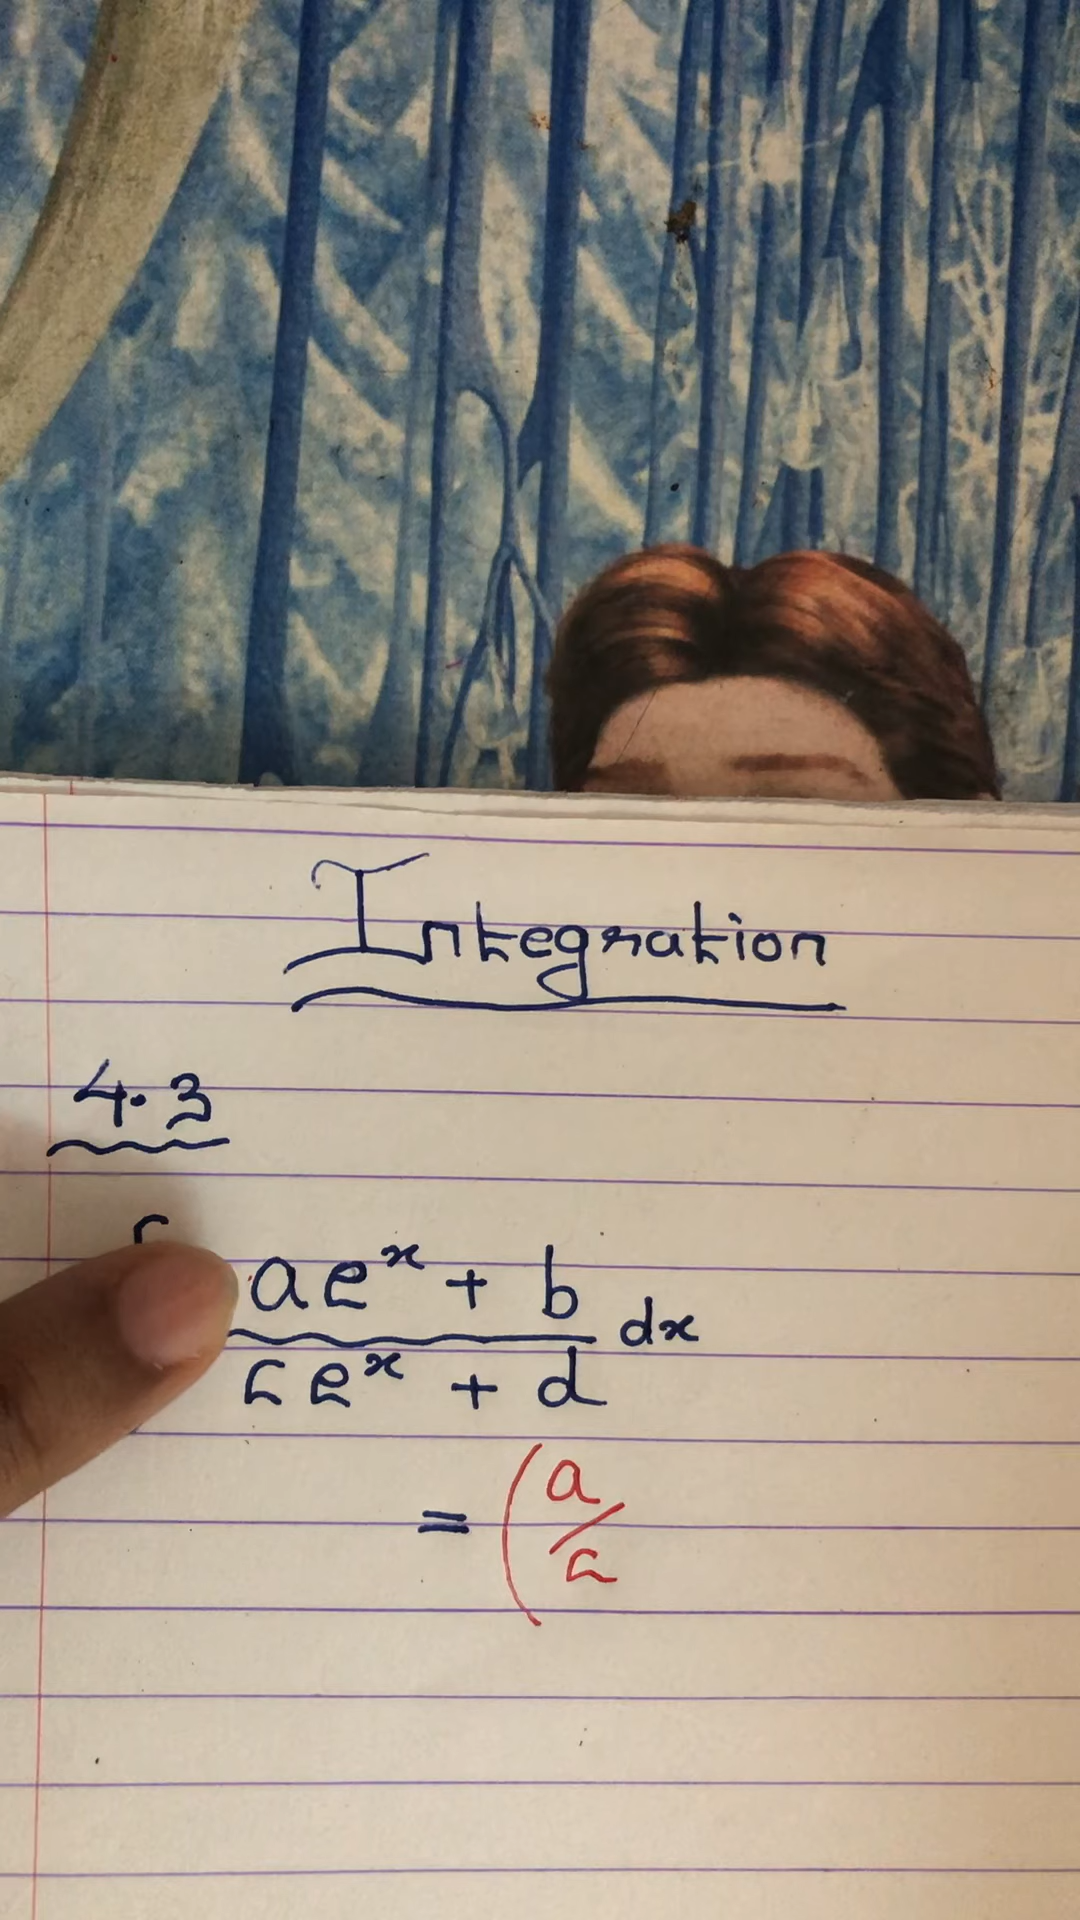 Integration
4.3
∫ ae^x + b
dx
ce^x + d
= (a/c